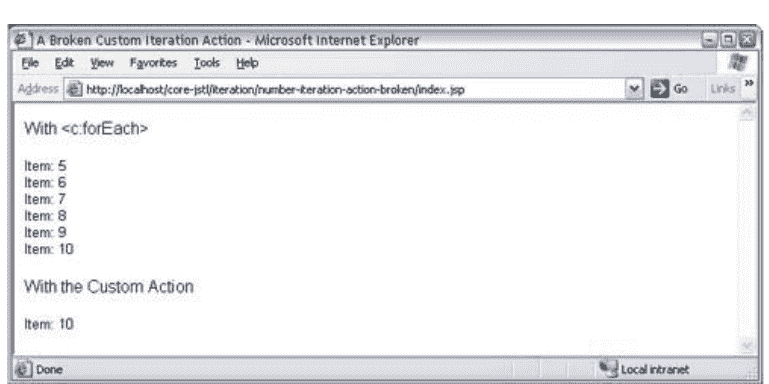 A Broken Custom Iteration Action - Microsoft Internet Explorer
File Edit View Favorites Tools Help
Address http://localhost/core-jstl/iteration/number-iteration-action-broken/index.jsp Go Links »
With <c:forEach>
Item: 5
Item: 6
Item: 7
Item: 8
Item: 9
Item: 10
With the Custom Action
Item: 10
Done Local intranet